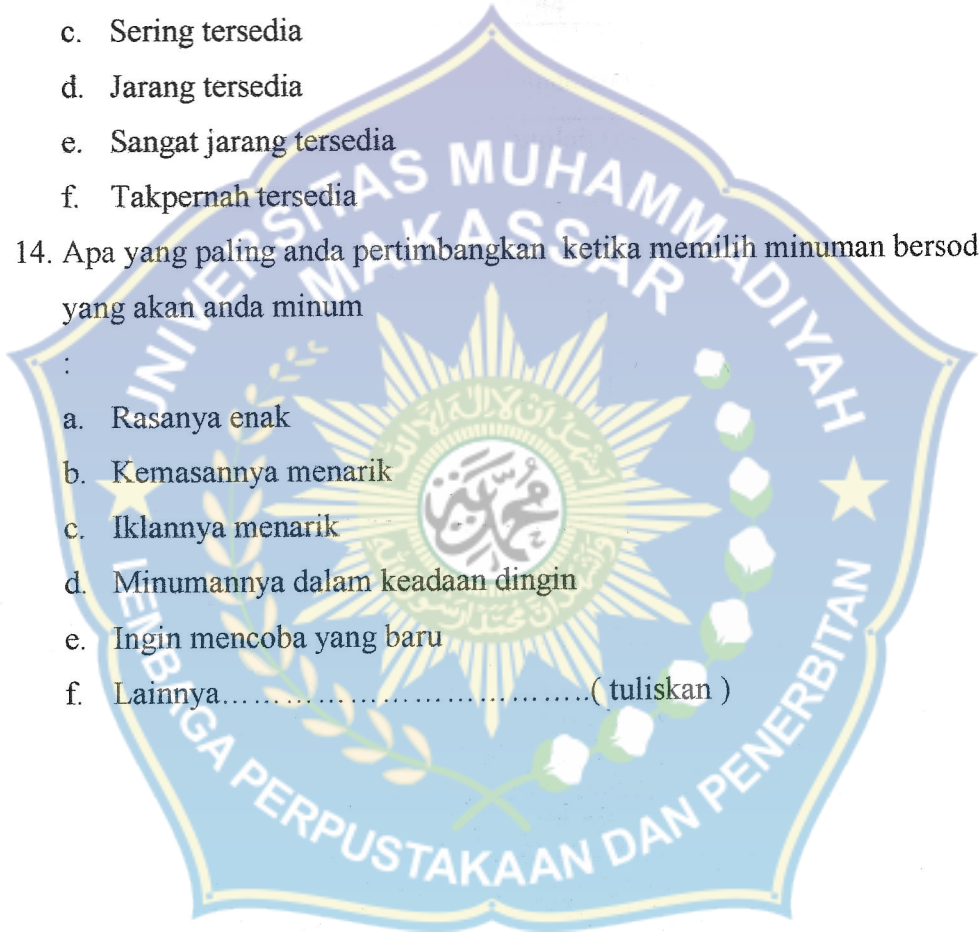 c. Sering tersedia
d. Jarang tersedia
e. Sangat jarang tersedia
f. Takpernah tersedia
14. Apa yang paling anda pertimbangkan ketika memilih minuman bersod
yang akan anda minum
:
a. Rasanya enak
b. Kemasannya menarik
c. Iklannya menarik
d. Minumannya dalam keadaan dingin
e. Ingin mencoba yang baru
f. Lainnya......................................( tuliskan )
UNIVERSITAS MUHAMMADIYAH
MAKASSAR
محمدية
LEMBAGA PERPUSTAKAAN DAN PENERBITAN